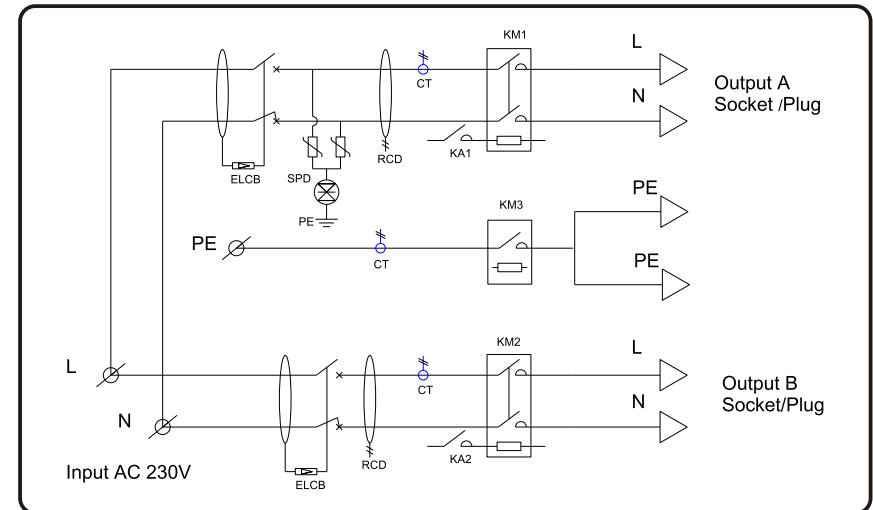 KM1
L
CT
Output A
Socket /Plug
N
KA1
RCD
ELCB
SPD
PE
PE
KM3
PE
CT
PE
KM2
L
L
CT
Output B
Socket/Plug
N
N
KA2
RCD
Input AC 230V
ELCB